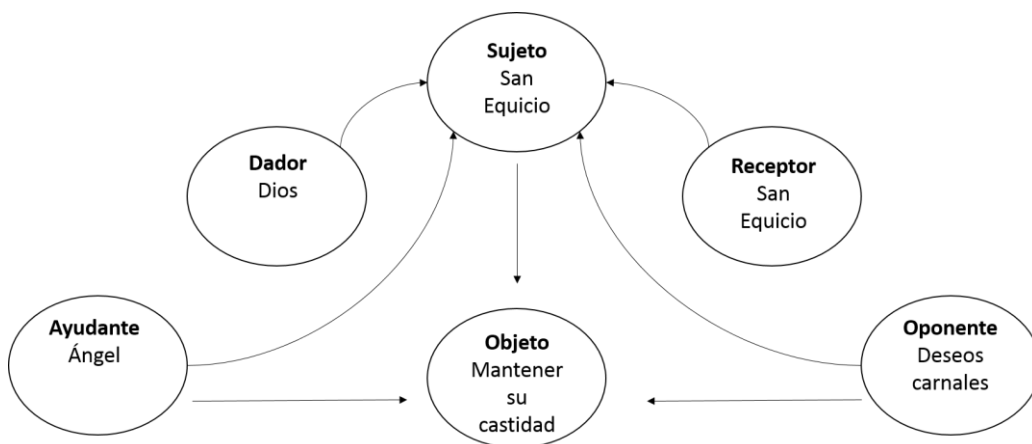 Sujeto
San
Equicio
Dador
Dios
Receptor
San
Equicio
Ayudante
Ángel
Objeto
Mantener
su
castidad
Oponente
Deseos
carnales